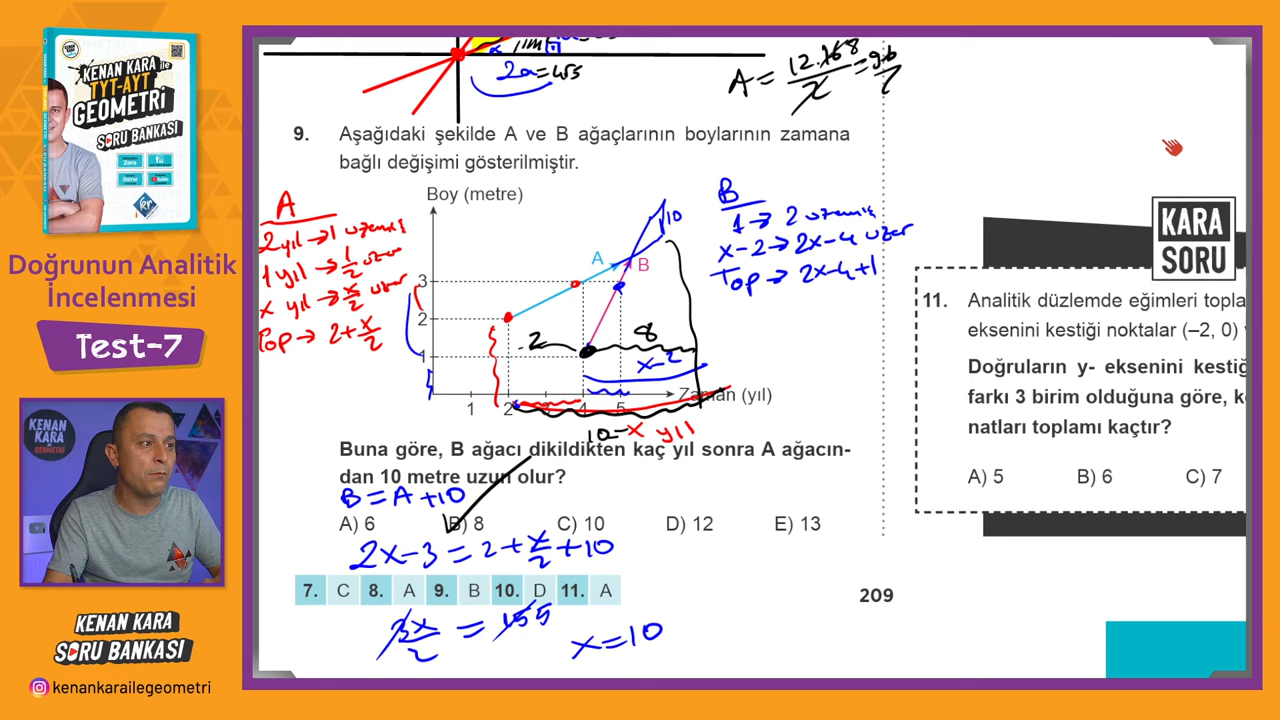 KENAN KARA ile
TYT-AYT
GEOMETRİ
SORU BANKASI
Doğrunun Analitik
İncelenmesi
Test-7
KENAN
KARA
GEOMETRİ
KENAN KARA
SORU BANKASI
kenankarailegeometri
2a=
A = 12.168
9. Aşağıdaki şekilde A ve B ağaçlarının boylarının zamana
bağlı değişimi gösterilmiştir.
Boy (metre)
A
2 yıl → 1 uzamış
1 yıl → 1/2 uzar
x yıl → x/2 uzar
Top → 2 + x/2
B
1 → 2 uzamış
x-2 → 2x-4 uzar
Top → 2x-4+1
10
A
B
3
2
1
2
8
x-2
1 2 3 4 5
Zaman (yıl)
10=x yıl
Buna göre, B ağacı dikildikten kaç yıl sonra A ağacın-
dan 10 metre uzun olur?
B = A +10
A) 6 B) 8 C) 10 D) 12 E) 13
2x-3 = 2+x/2+10
7. C 8. A 9. B 10. D 11. A
209
3x/2 = 15 5
x=10
KARA
SORU
11. Analitik düzlemde eğimleri topla
eksenini kestiği noktalar (–2, 0)
Doğruların y- eksenini kestiğ
farkı 3 birim olduğuna göre, k
natları toplamı kaçtır?
A) 5 B) 6 C) 7